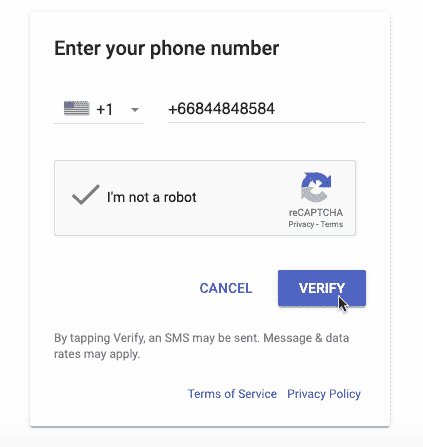 Enter your phone number
+1 +66844848584
I'm not a robot
reCAPTCHA
Privacy - Terms
CANCEL VERIFY
By tapping Verify, an SMS may be sent. Message & data
rates may apply.
Terms of Service Privacy Policy